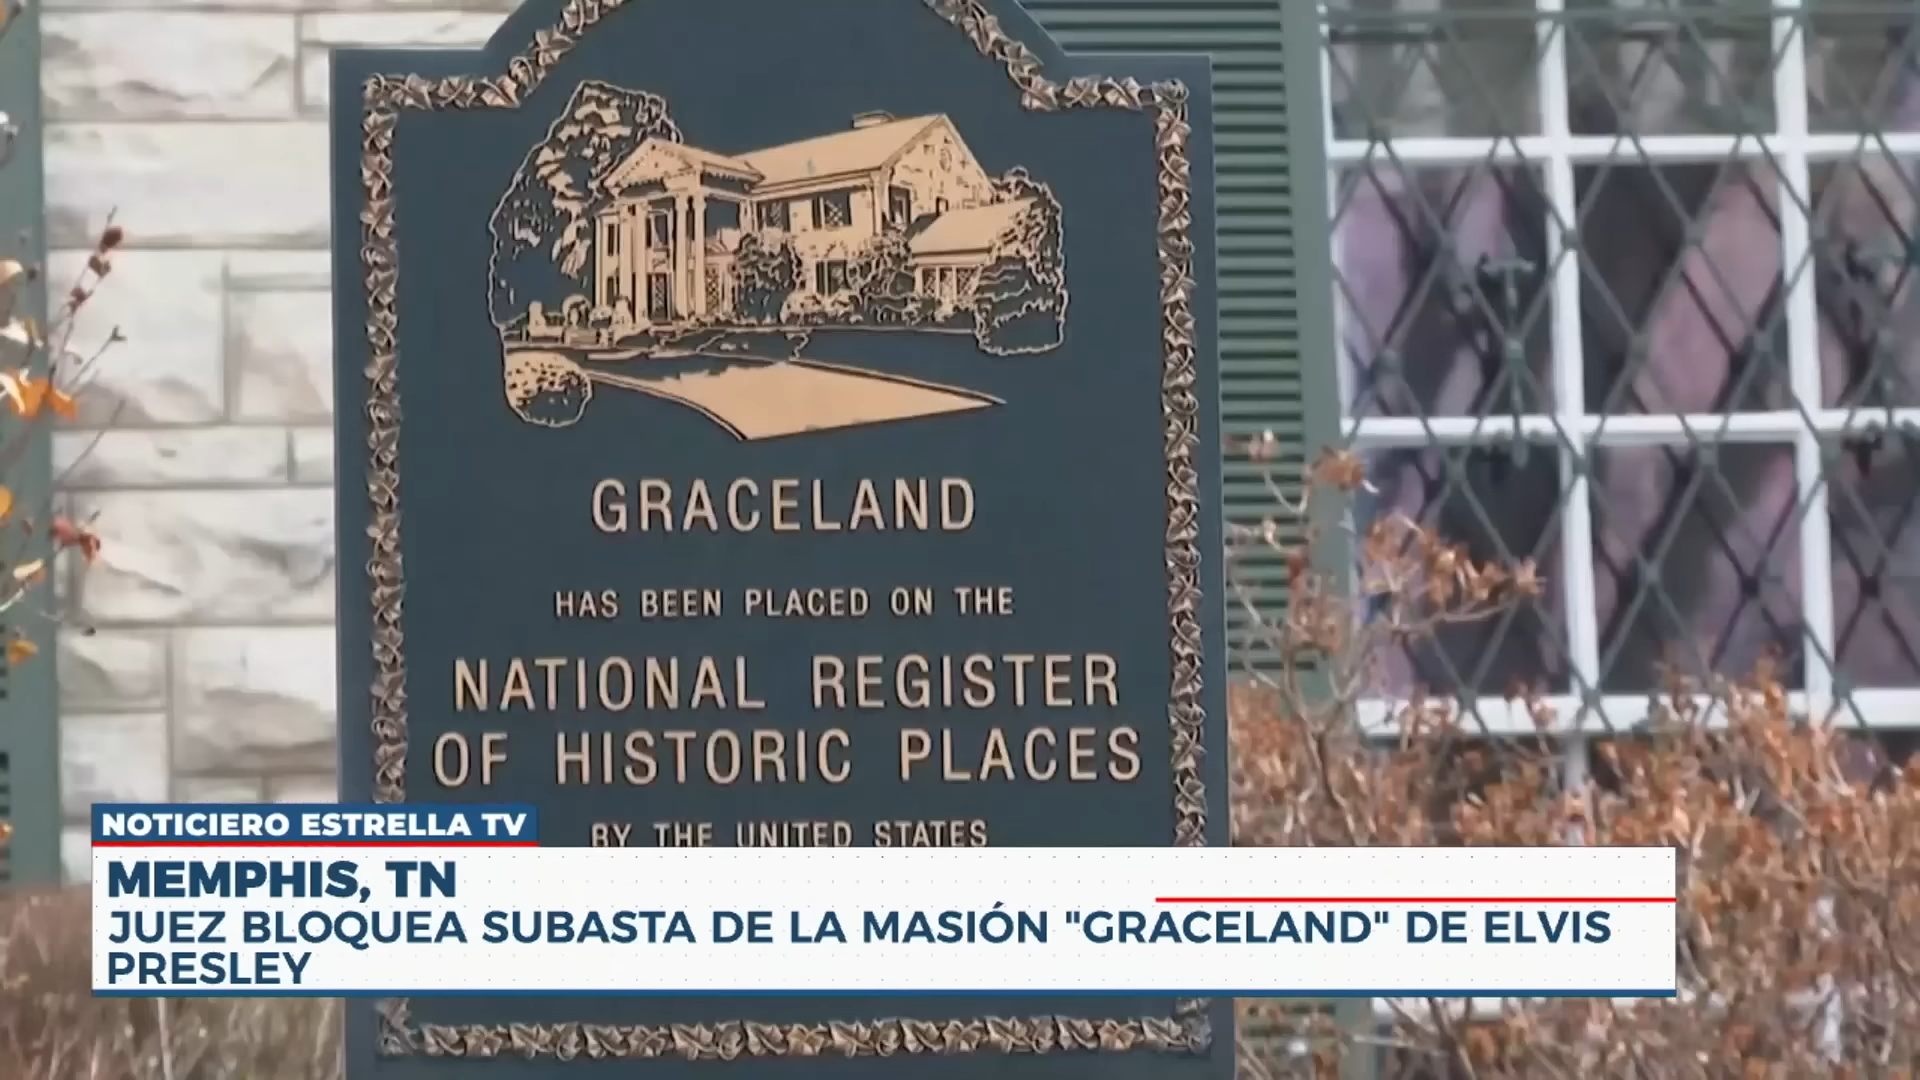 GRACELAND
HAS BEEN PLACED ON THE
NATIONAL REGISTER
OF HISTORIC PLACES
BY THE UNITED STATES
NOTICIERO ESTRELLA TV
MEMPHIS, TN
JUEZ BLOQUEA SUBASTA DE LA MASIÓN "GRACELAND" DE ELVIS
PRESLEY